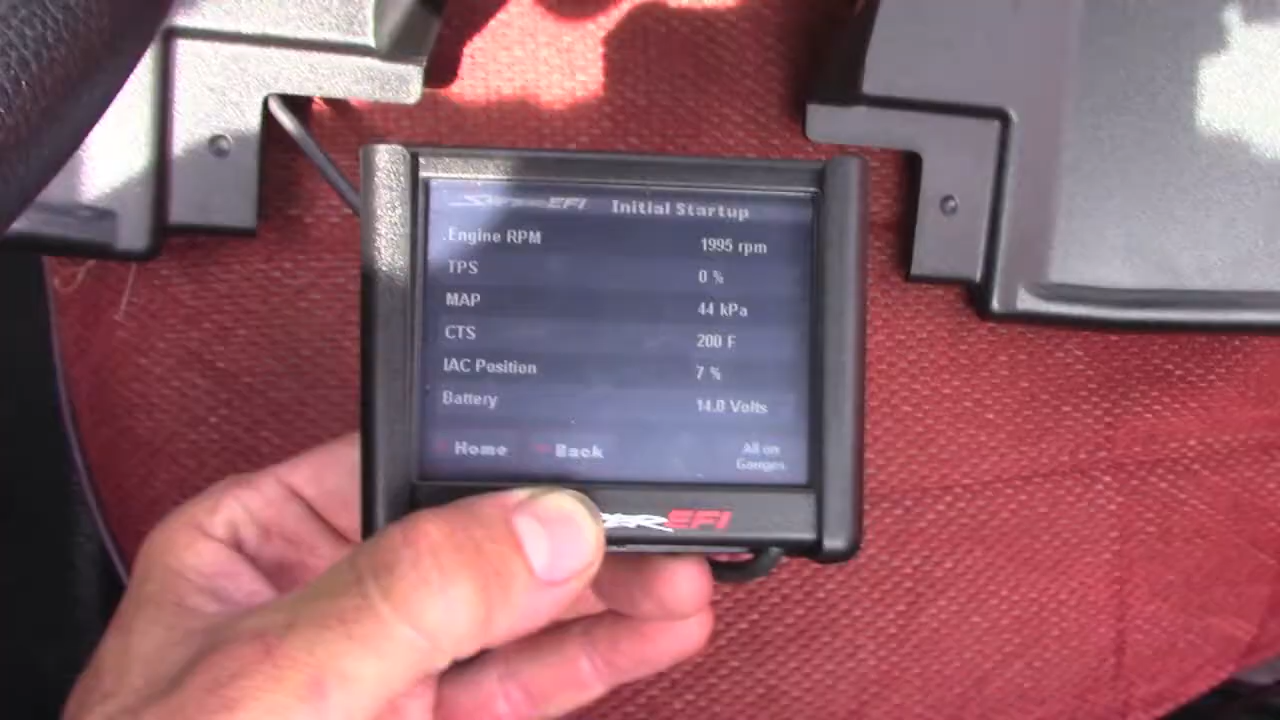 SniperEFI Initial Startup
.Engine RPM 1995 rpm
TPS 0 %
MAP 44 kPa
CTS 200 F
IAC Position 7 %
Battery 14.0 Volts
Home Back All on
Gauges
EFI